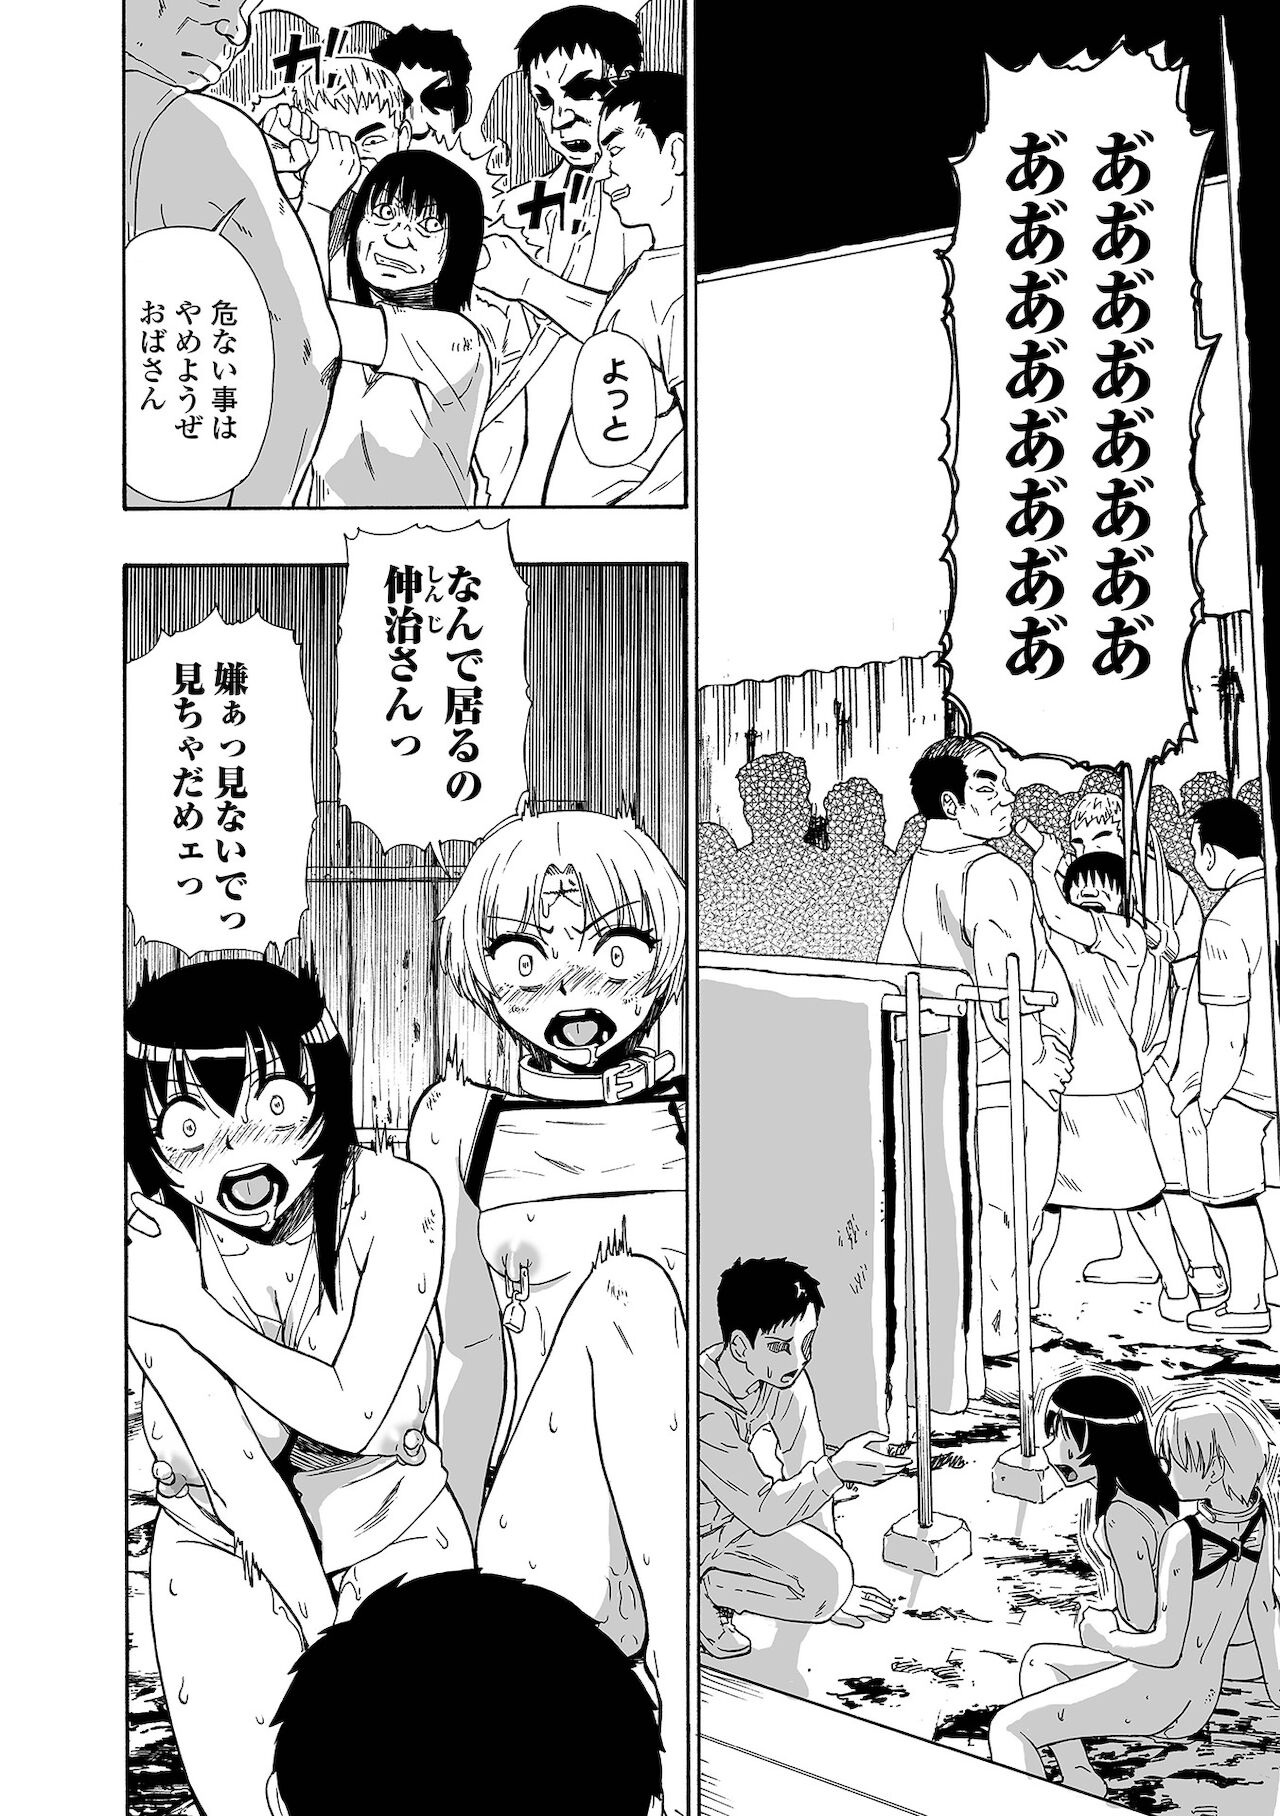 あ゛あ゛あ゛あ゛あ゛あ゛あ゛あ゛
あ゛あ゛あ゛あ゛あ゛あ゛あ゛あ゛
ガッ
ガッ
よっと
危ない事は
やめようぜ
おばさん
なんで居るの
伸治さんっ
しんじ
嫌ぁっ見ないでっ
見ちゃだめェっ